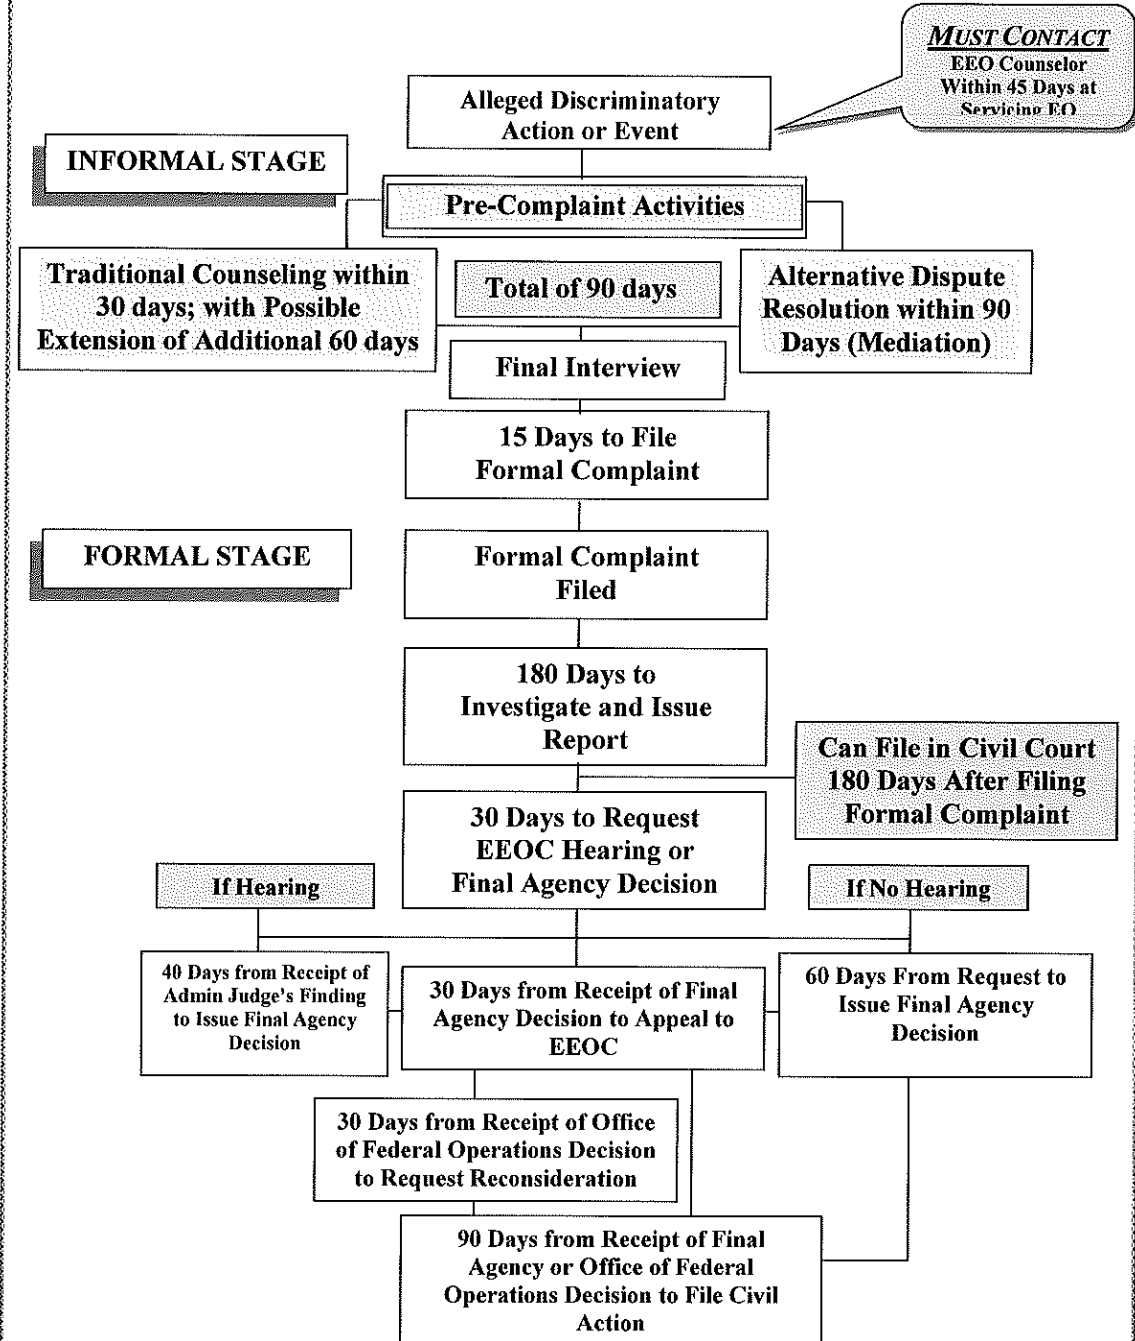 MUST CONTACT
EEO Counselor
Within 45 Days at
Servicing EO
Alleged Discriminatory
Action or Event
INFORMAL STAGE
Pre-Complaint Activities
Traditional Counseling within
30 days; with Possible
Extension of Additional 60 days
Total of 90 days
Alternative Dispute
Resolution within 90
Days (Mediation)
Final Interview
15 Days to File
Formal Complaint
FORMAL STAGE
Formal Complaint
Filed
180 Days to
Investigate and Issue
Report
Can File in Civil Court
180 Days After Filing
Formal Complaint
30 Days to Request
EEOC Hearing or
Final Agency Decision
If Hearing
If No Hearing
40 Days from Receipt of
Admin Judge's Finding
to Issue Final Agency
Decision
30 Days from Receipt of Final
Agency Decision to Appeal to
EEOC
60 Days From Request to
Issue Final Agency
Decision
30 Days from Receipt of Office
of Federal Operations Decision
to Request Reconsideration
90 Days from Receipt of Final
Agency or Office of Federal
Operations Decision to File Civil
Action